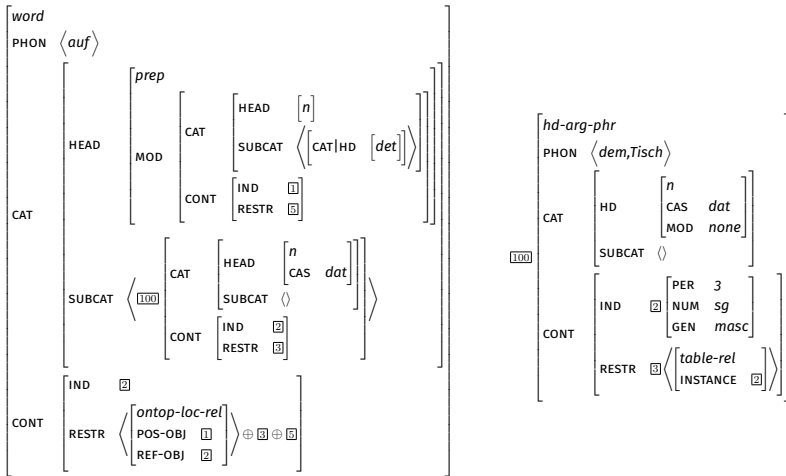 word
PHON ⟨auf⟩
prep
HEAD [n]
CAT
SUBCAT ⟨[CAT|HD [det]]⟩
HEAD
MOD
IND 1
CONT
RESTR 5
CAT
n
HEAD
CAS dat
CAT
SUBCAT ⟨⟩
SUBCAT ⟨ 100 ⟩
IND 2
CONT
RESTR 3
IND 2
ontop-loc-rel
CONT
RESTR ⟨ POS-OBJ 1 ⟩ ⊕ 3 ⊕ 5
REF-OBJ 2
hd-arg-phr
PHON ⟨dem,Tisch⟩
n
HD CAS dat
CAT
MOD none
SUBCAT ⟨⟩
100
PER 3
IND 2 NUM sg
GEN masc
CONT
table-rel
RESTR 3
INSTANCE 2